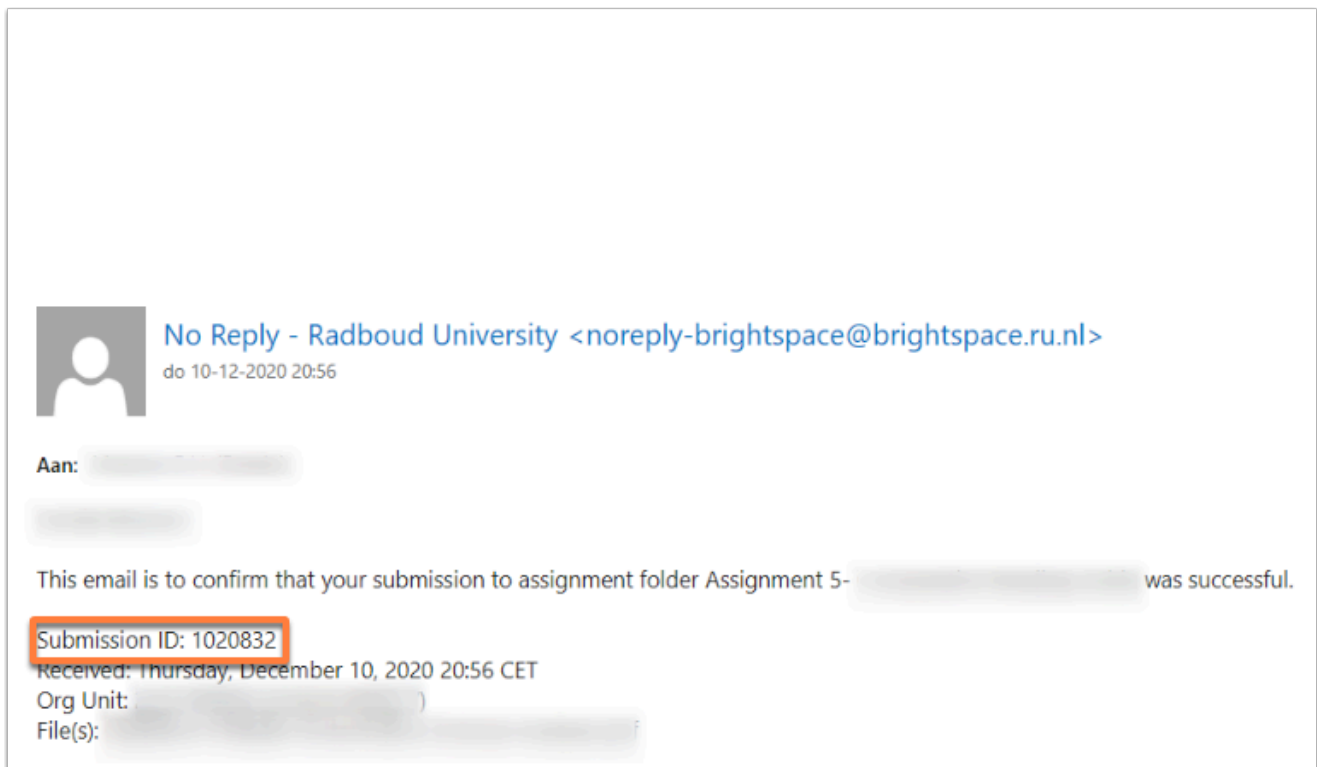 No Reply - Radboud University <noreply-brightspace@brightspace.ru.nl>
do 10-12-2020 20:56
Aan:
This email is to confirm that your submission to assignment folder Assignment 5- was successful.
Submission ID: 1020832
Received: Thursday, December 10, 2020 20:56 CET
Org Unit: )
File(s):